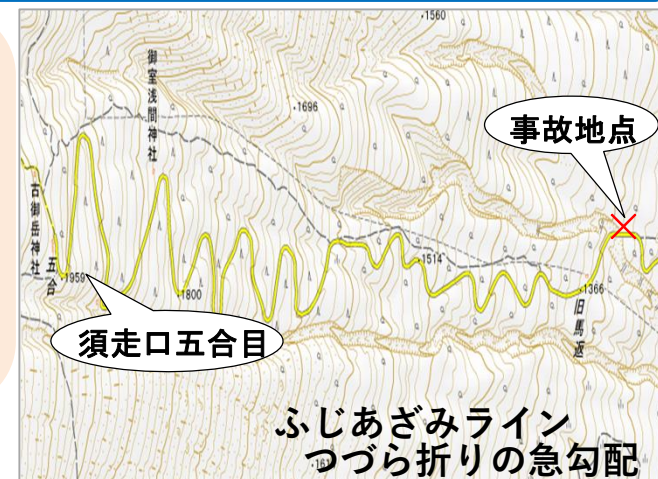 1560
御室浅間神社
1696
事故地点
古御岳神社
五合
1959
1800
1514
1366
旧馬返
須走口五合目
ふじあざみライン
つづら折りの急勾配